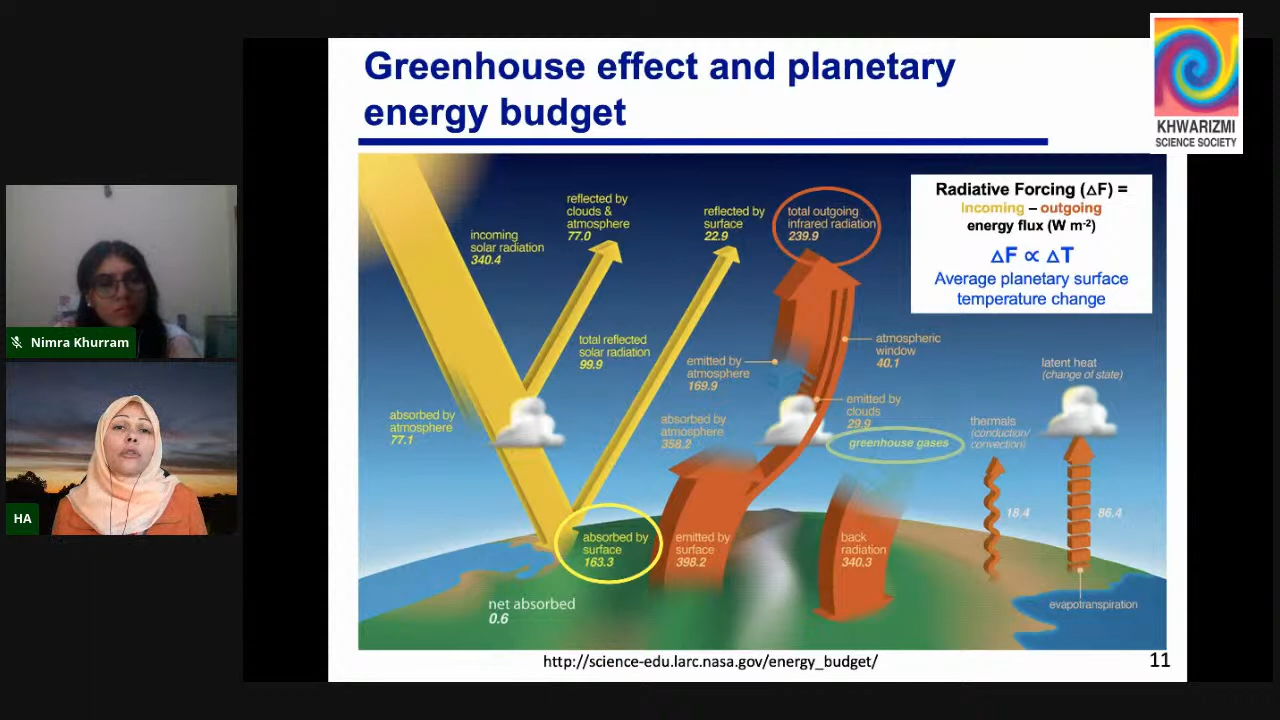 Greenhouse effect and planetary
energy budget
KHWARIZMI
SCIENCE SOCIETY
incoming
solar radiation
340.4
reflected by
clouds &
atmosphere
77.0
reflected by
surface
22.9
total outgoing
infrared radiation
239.9
Radiative Forcing (△F) =
Incoming – outgoing
energy flux (W m-2)
△F ∝ △T
Average planetary surface
temperature change
total reflected
solar radiation
99.9
emitted by
atmosphere
169.9
atmospheric
window
40.1
latent heat
(change of state)
absorbed by
atmosphere
77.1
absorbed by
atmosphere
358.2
emitted by
clouds
29.9
greenhouse gases
thermals
(conduction/
convection)
18.4
86.4
absorbed by
surface
163.3
emitted by
surface
398.2
back
radiation
340.3
net absorbed
0.6
evapotranspiration
http://science-edu.larc.nasa.gov/energy_budget/
11
Nimra Khurram
HA